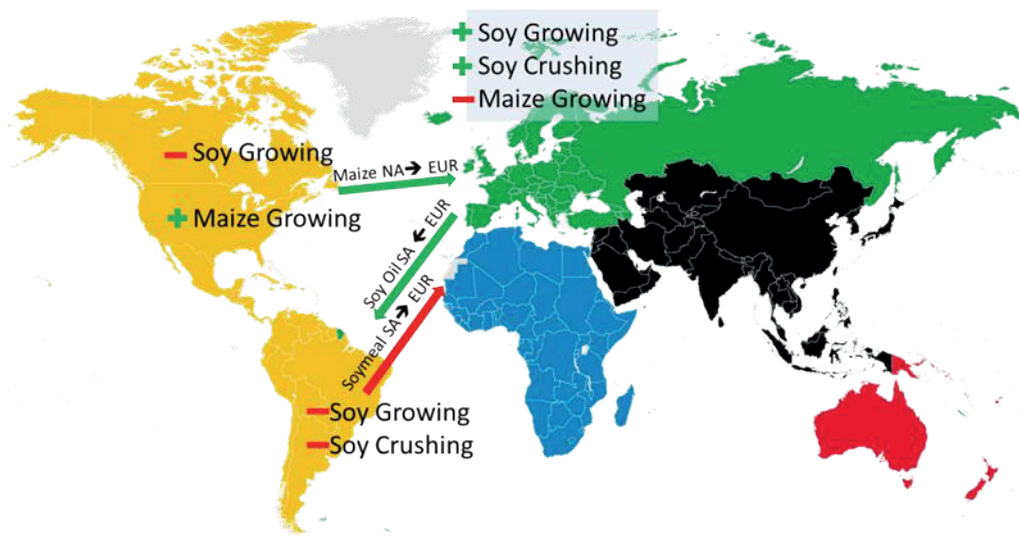 + Soy Growing
+ Soy Crushing
– Maize Growing
– Soy Growing
Maize NA→ EUR
+ Maize Growing
Soy Oil SA ← EUR
Soymeal SA→ EUR
– Soy Growing
– Soy Crushing